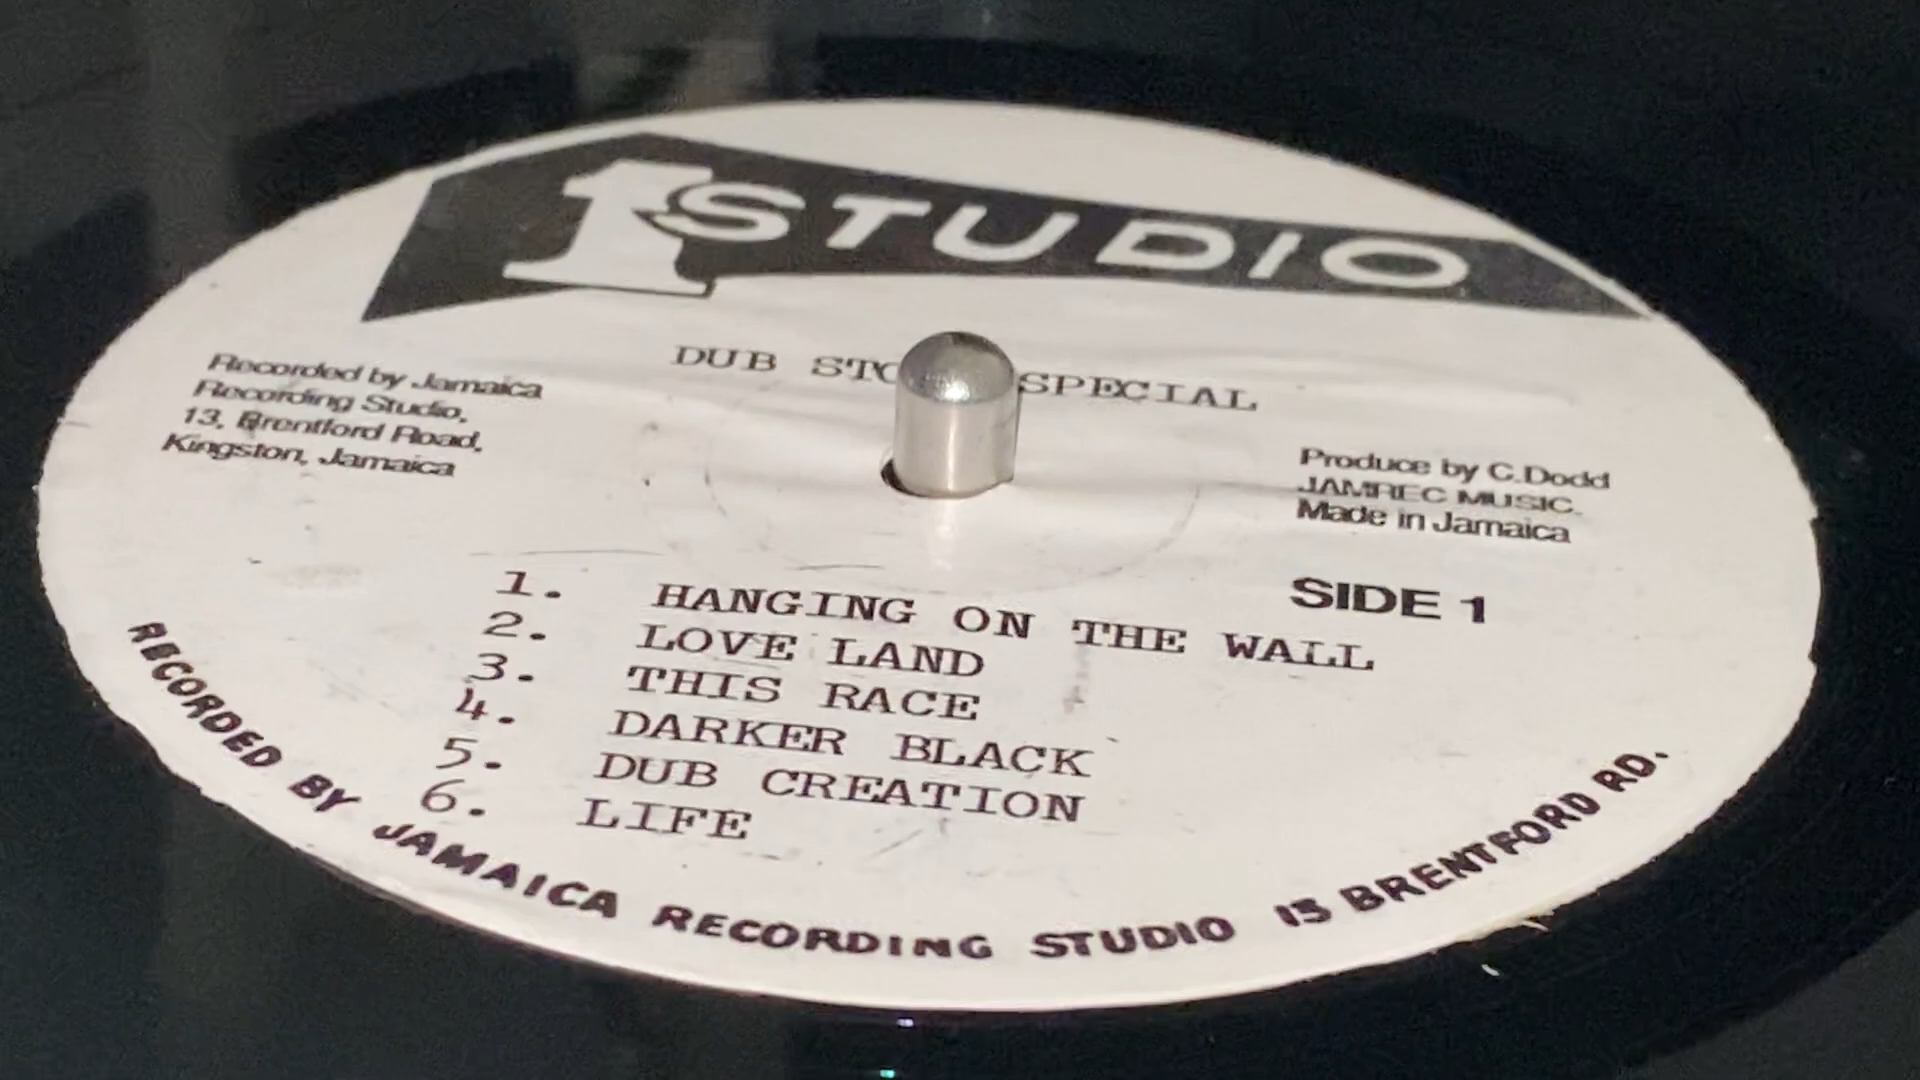 1 STUDIO
DUB STO SPECIAL
Recorded by Jamaica
Recording Studio,
13, Brentford Road,
Kingston, Jamaica
Produce by C.Dodd
JAMREC MUSIC.
Made in Jamaica
SIDE 1
1. HANGING ON THE WALL
2. LOVE LAND
3. THIS RACE
4. DARKER BLACK
5. DUB CREATION
6. LIFE
RECORDED BY JAMAICA RECORDING STUDIO 13 BRENTFORD RD.